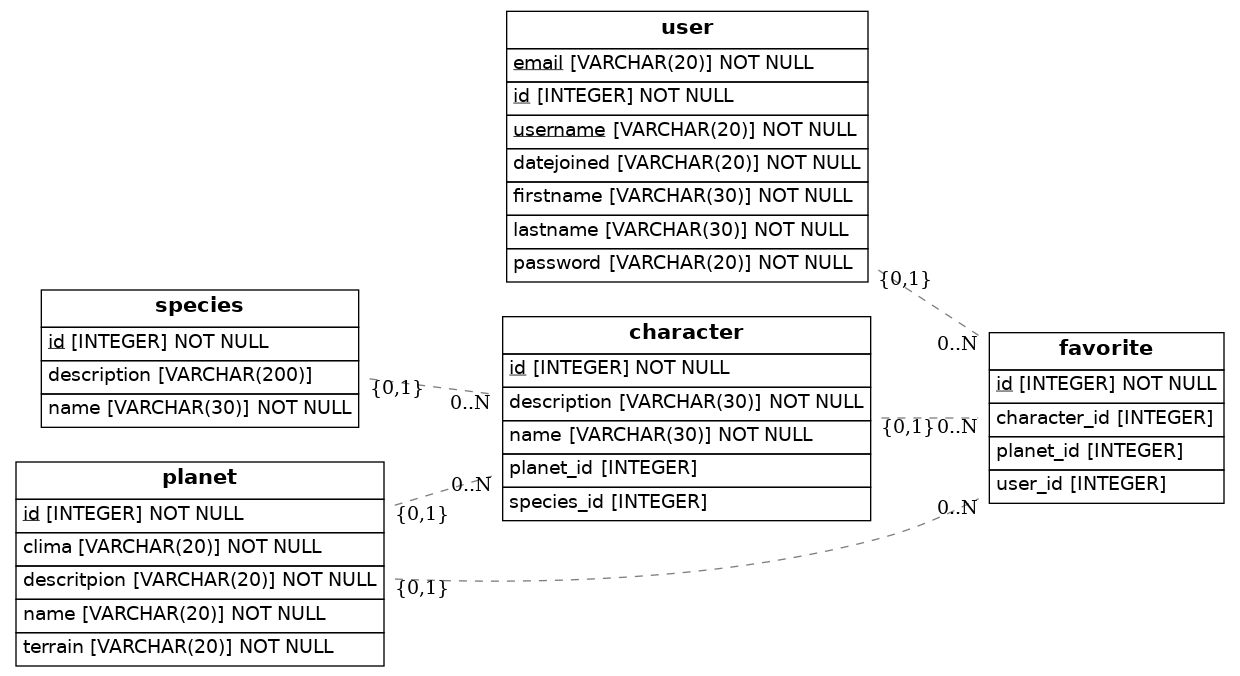 user
email [VARCHAR(20)] NOT NULL
id [INTEGER] NOT NULL
username [VARCHAR(20)] NOT NULL
datejoined [VARCHAR(20)] NOT NULL
firstname [VARCHAR(30)] NOT NULL
lastname [VARCHAR(30)] NOT NULL
password [VARCHAR(20)] NOT NULL
{0,1}
0..N
species
id [INTEGER] NOT NULL
description [VARCHAR(200)]
name [VARCHAR(30)] NOT NULL
{0,1}
0..N
character
id [INTEGER] NOT NULL
description [VARCHAR(30)] NOT NULL
name [VARCHAR(30)] NOT NULL
planet_id [INTEGER]
species_id [INTEGER]
{0,1}
0..N
favorite
id [INTEGER] NOT NULL
character_id [INTEGER]
planet_id [INTEGER]
user_id [INTEGER]
planet
id [INTEGER] NOT NULL
clima [VARCHAR(20)] NOT NULL
descritpion [VARCHAR(20)] NOT NULL
name [VARCHAR(20)] NOT NULL
terrain [VARCHAR(20)] NOT NULL
0..N
{0,1}
0..N
{0,1}